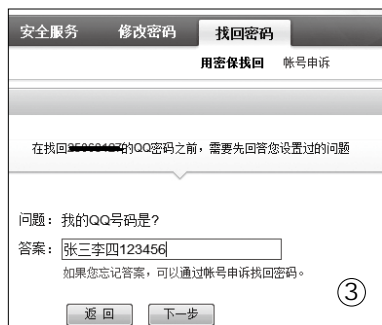 安全服务 修改密码 找回密码
用密保找回 帐号申诉
在找回的QQ密码之前，需要先回答您设置过的问题
问题：我的QQ号码是?
答案：张三李四123456
如果您忘记答案，可以通过帐号申诉找回密码。
返 回 下一步
③